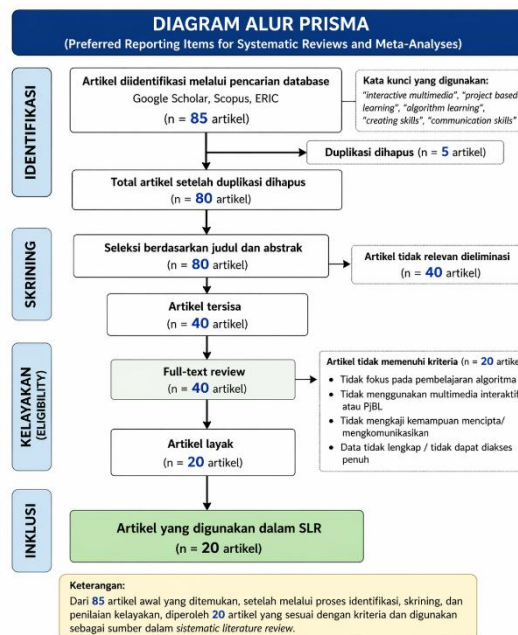 DIAGRAM ALUR PRISMA
(Preferred Reporting Items for Systematic Reviews and Meta-Analyses)
IDENTIFIKASI
Artikel diidentifikasi melalui pencarian database
Google Scholar, Scopus, ERIC
(n = 85 artikel)
Kata kunci yang digunakan:
"interactive multimedia", "project based
learning", "algorithm learning",
"creating skills", "communication skills"
Duplikasi dihapus (n = 5 artikel)
Total artikel setelah duplikasi dihapus
(n = 80 artikel)
SKRINING
Seleksi berdasarkan judul dan abstrak
(n = 80 artikel)
Artikel tidak relevan dieliminasi
(n = 40 artikel)
Artikel tersisa
(n = 40 artikel)
KELAYAKAN
(ELIGIBILITY)
Full-text review
(n = 40 artikel)
Artikel tidak memenuhi kriteria (n = 20 artike
• Tidak fokus pada pembelajaran algoritma
• Tidak menggunakan multimedia interaktif
atau PjBL
• Tidak mengkaji kemampuan mencipta/
mengkomunikasikan
• Data tidak lengkap / tidak dapat diakses
penuh
Artikel layak
(n = 20 artikel)
INKLUSI
Artikel yang digunakan dalam SLR
(n = 20 artikel)
Keterangan:
Dari 85 artikel awal yang ditemukan, setelah melalui proses identifikasi, skrining, dan
penilaian kelayakan, diperoleh 20 artikel yang sesuai dengan kriteria dan digunakan
sebagai sumber dalam sistematic literature review.